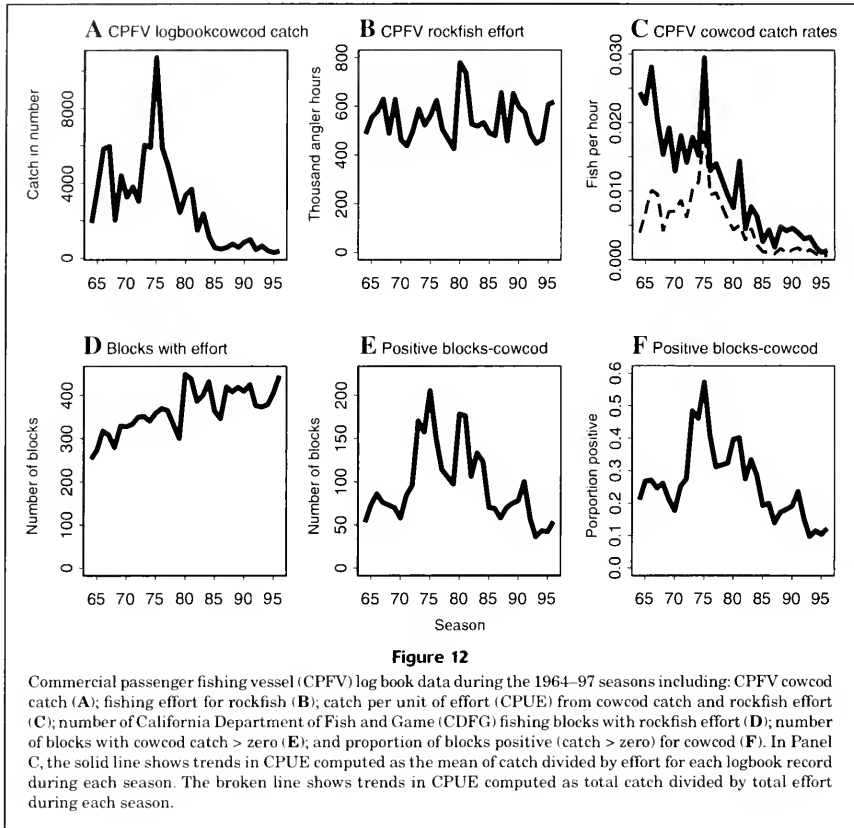 A CPFV logbookcowcod catch
Catch in number
0 4000 8000
65 70 75 80 85 90 95
B CPFV rockfish effort
Thousand angler hours
0 200 400 600 800
65 70 75 80 85 90 95
C CPFV cowcod catch rates
Fish per hour
0.000 0.010 0.020 0.030
65 70 75 80 85 90 95
D Blocks with effort
Number of blocks
0 100 200 300 400
65 70 75 80 85 90 95
E Positive blocks-cowcod
Number of blocks
0 50 100 150 200
65 70 75 80 85 90 95
Season
F Positive blocks-cowcod
Porportion positive
0.0 0.1 0.2 0.3 0.4 0.5 0.6
65 70 75 80 85 90 95
Figure 12
Commercial passenger fishing vessel (CPFV) log book data during the 1964–97 seasons including: CPFV cowcod
catch (A); fishing effort for rockfish (B); catch per unit of effort (CPUE) from cowcod catch and rockfish effort
(C); number of California Department of Fish and Game (CDFG) fishing blocks with rockfish effort (D); number
of blocks with cowcod catch > zero (E); and proportion of blocks positive (catch > zero) for cowcod (F). In Panel
C, the solid line shows trends in CPUE computed as the mean of catch divided by effort for each logbook record
during each season. The broken line shows trends in CPUE computed as total catch divided by total effort
during each season.